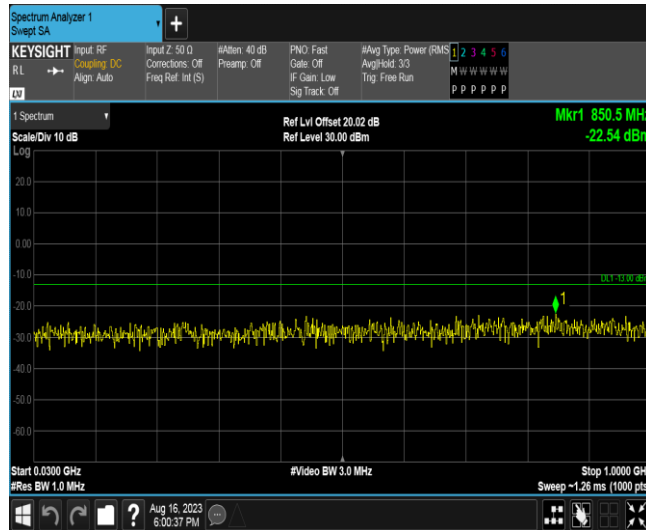 Spectrum Analyzer 1
Swept SA
KEYSIGHT
RL
LXI
Input: RF
Coupling: DC
Align: Auto
Input Z: 50 Ω
Corrections: Off
Freq Ref: Int (S)
#Atten: 40 dB
Preamp: Off
PNO: Fast
Gate: Off
IF Gain: Low
Sig Track: Off
#Avg Type: Power (RMS
Avg|Hold: 3/3
Trig: Free Run
1 2 3 4 5 6
M W W W W W
P P P P P P
1 Spectrum
Scale/Div 10 dB
Log
Ref Lvl Offset 20.02 dB
Ref Level 30.00 dBm
Mkr1 850.5 MHz
-22.54 dBm
20.0
10.0
0.00
-10.0
DL1 -13.00 dBm
1
-20.0
-30.0
-40.0
-50.0
-60.0
Start 0.0300 GHz
#Res BW 1.0 MHz
#Video BW 3.0 MHz
Stop 1.0000 GHz
Sweep ~1.26 ms (1000 pts)
?
Aug 16, 2023
6:00:37 PM